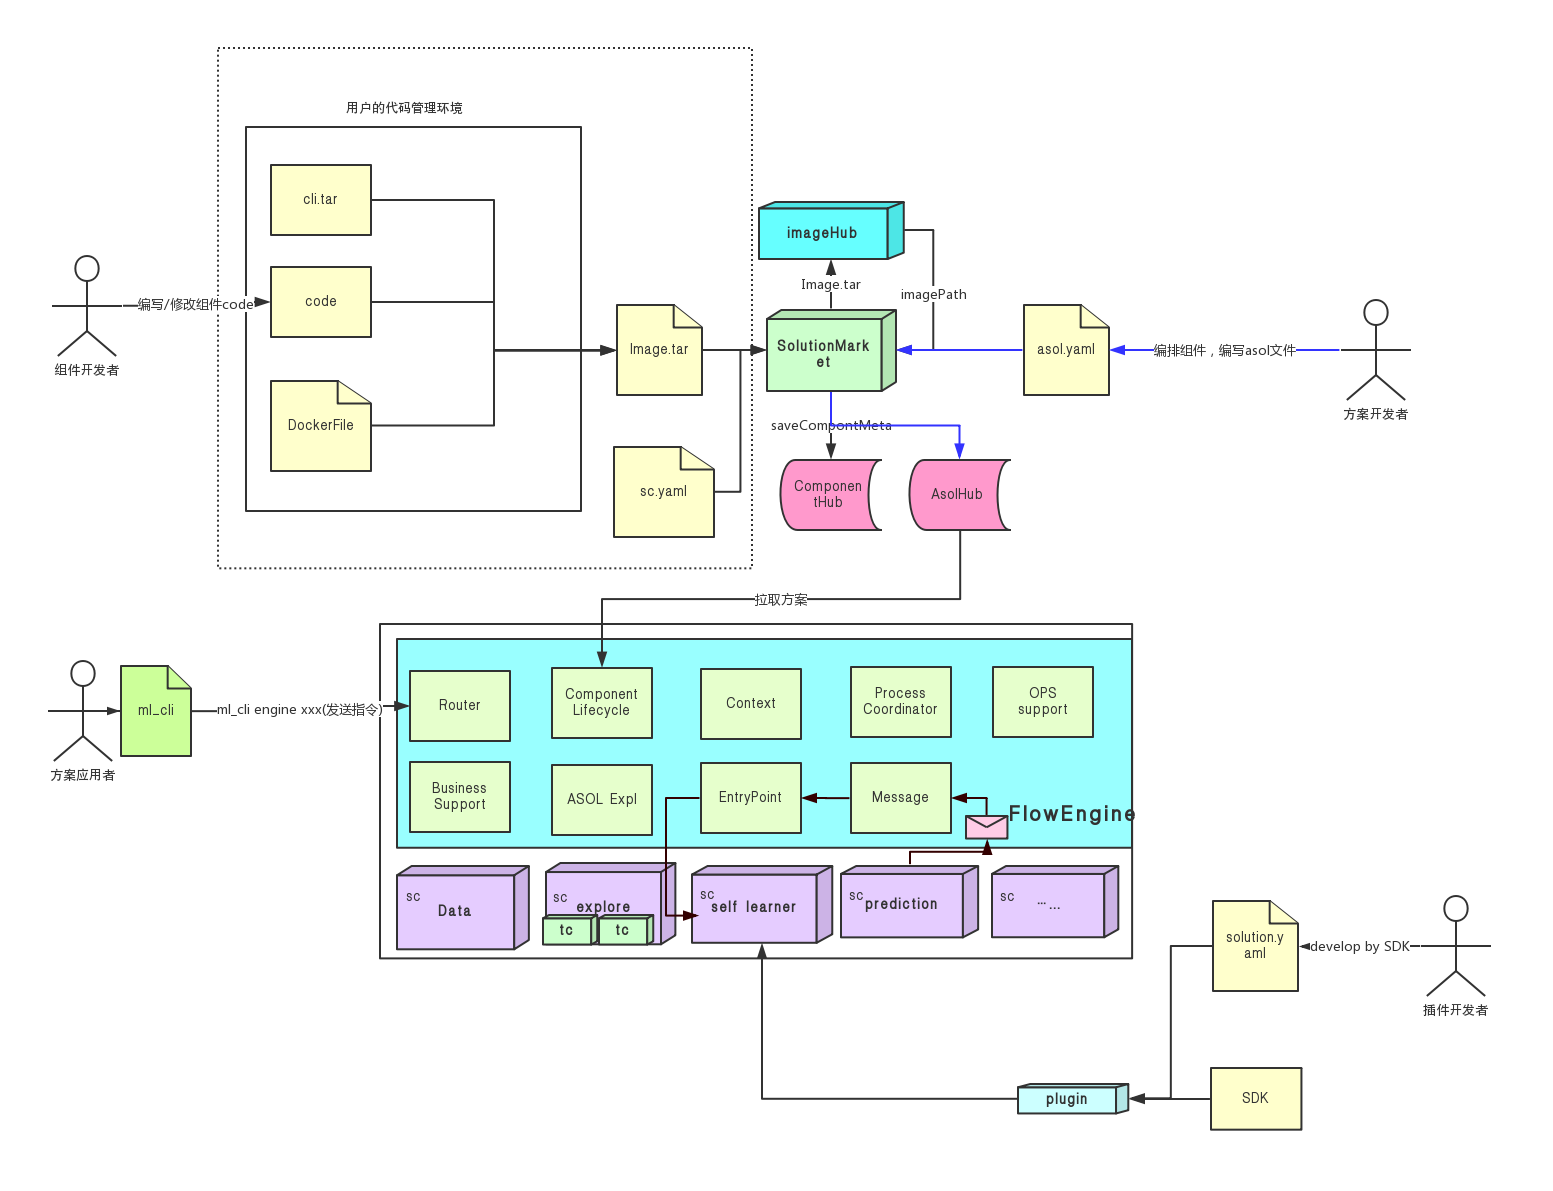 用户的代码管理环境
cli.tar
code
DockerFile
编写/修改组件code
组件开发者
Image.tar
sc.yaml
imageHub
Image.tar
imagePath
SolutionMark
et
asol.yaml
编排组件，编写asol文件
方案开发者
saveCompontMeta
Componen
tHub
AsolHub
拉取方案
方案应用者
ml_cli
ml_cli engine xxx(发送指令)
Router
Component
Lifecycle
Context
Process
Coordinator
OPS
support
Business
Support
ASOL Expl
EntryPoint
Message
FlowEngine
sc
Data
sc
explore
tc
tc
sc
self learner
sc
prediction
sc
... ...
solution.y
aml
develop by SDK
插件开发者
plugin
SDK